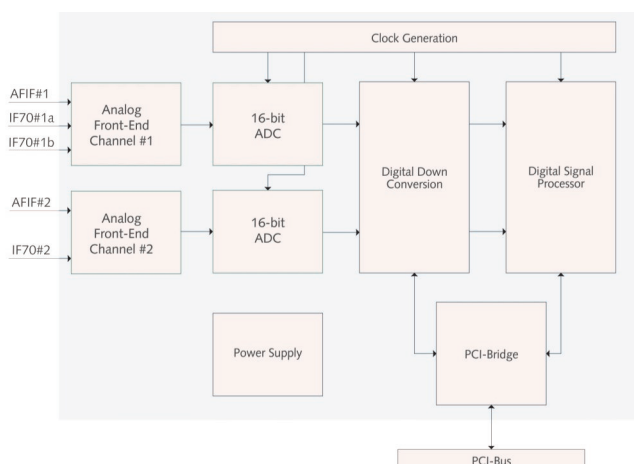 Clock Generation
AFIF#1
IF70#1a
IF70#1b
Analog
Front-End
Channel #1
16-bit
ADC
Digital Down
Conversion
Digital Signal
Processor
AFIF#2
IF70#2
Analog
Front-End
Channel #2
16-bit
ADC
Power Supply
PCI-Bridge
PCI-Bus